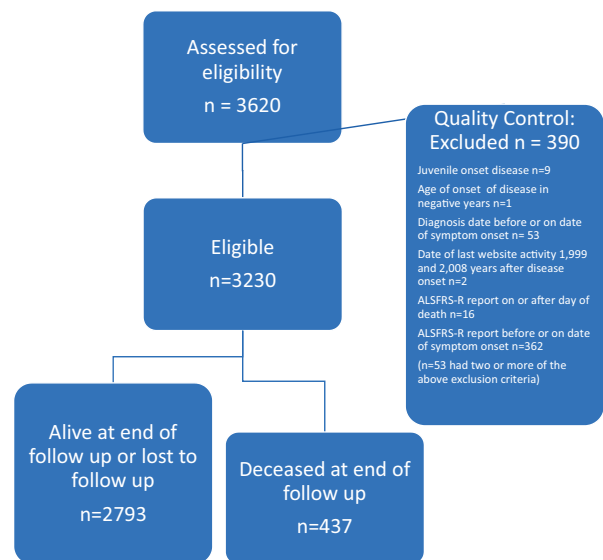 Assessed for
eligibility
n = 3620
Quality Control:
Excluded n = 390
Juvenile onset disease n=9
Age of onset of disease in
negative years n=1
Diagnosis date before or on date
of symptom onset n= 53
Date of last website activity 1,999
and 2,008 years after disease
onset n=2
ALSFRS-R report on or after day of
death n=16
ALSFRS-R report before or on date
of symptom onset n=362
(n=53 had two or more of the
above exclusion criteria)
Eligible
n=3230
Alive at end of
follow up or lost to
follow up
n=2793
Deceased at end of
follow up
n=437